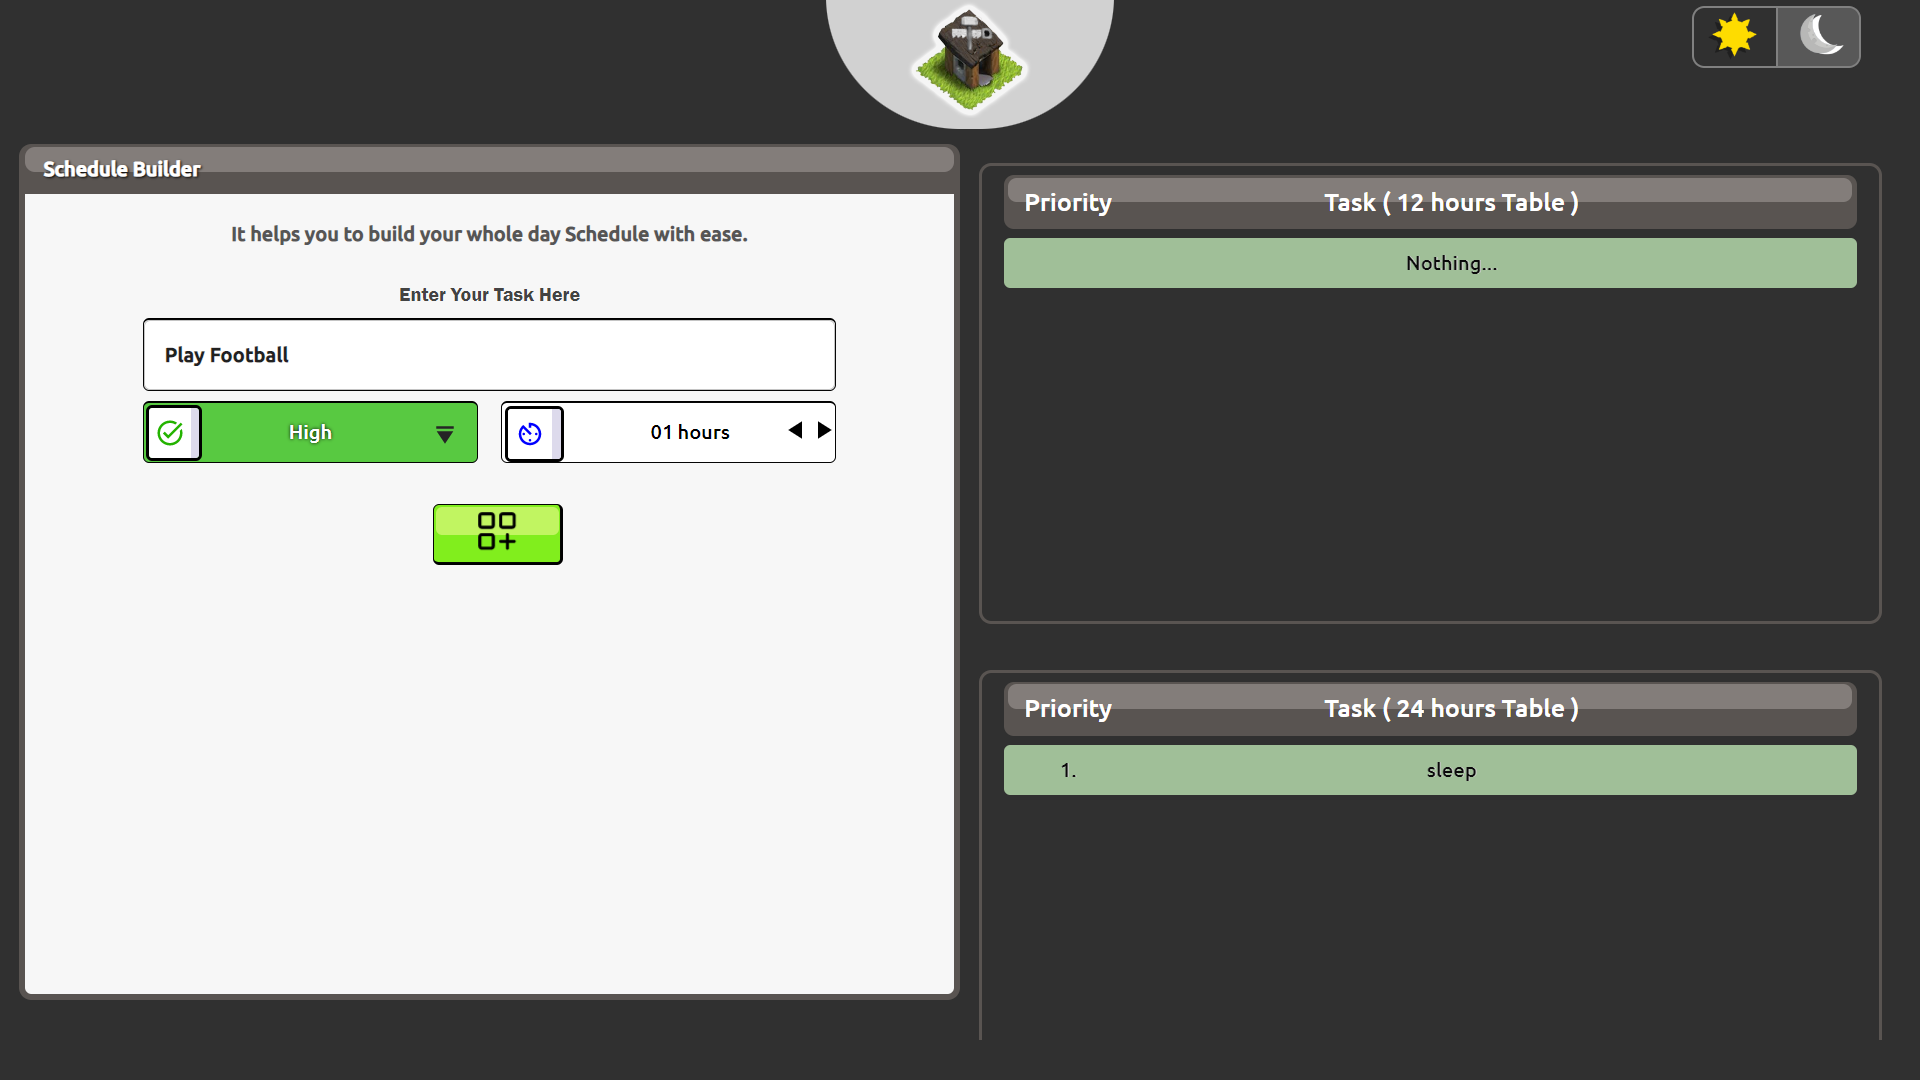 Schedule Builder
It helps you to build your whole day Schedule with ease.
Enter Your Task Here
Play Football
High
01 hours
Priority Task ( 12 hours Table )
Nothing...
Priority Task ( 24 hours Table )
1. sleep